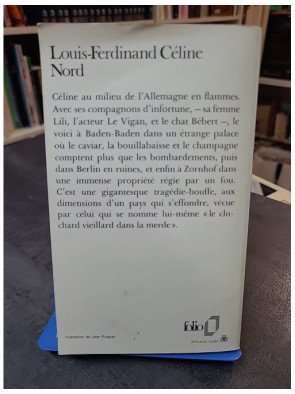 Louis-Ferdinand Céline
Nord
Céline au milieu de l'Allemagne en flammes.
Avec ses compagnons d'infortune, – sa femme
Lili, l'acteur Le Vigan, et le chat Bébert –, le
voici à Baden-Baden dans un étrange palace
où le caviar, la bouillabaisse et le champagne
comptent plus que les bombardements, puis
dans Berlin en ruines, et enfin à Zornhof dans
une immense propriété régie par un fou.
C'est une gigantesque tragédie-bouffe, aux
dimensions d'un pays qui s'effondre, vécue
par celui qui se nomme lui-même « le clo-
chard vieillard dans la merde ».
folio
Illustration de Jean